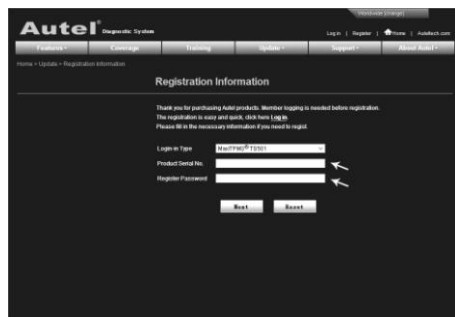 Worldwide [change]
Autel® Diagnostic System
Log in | Register | Home | Auteltech.com
Features Coverage Training Update Support About Autel
Home > Update > Registration Information
Registration Information
Thank you for purchasing Autel products. Member logging is needed before registration.
The registration is easy and quick, click here Log in.
Please fill in the necessary information if you need to regist.
Log-in Type MaxiTPMS® TS501
Product Serial No.
Register Password
Next Reset